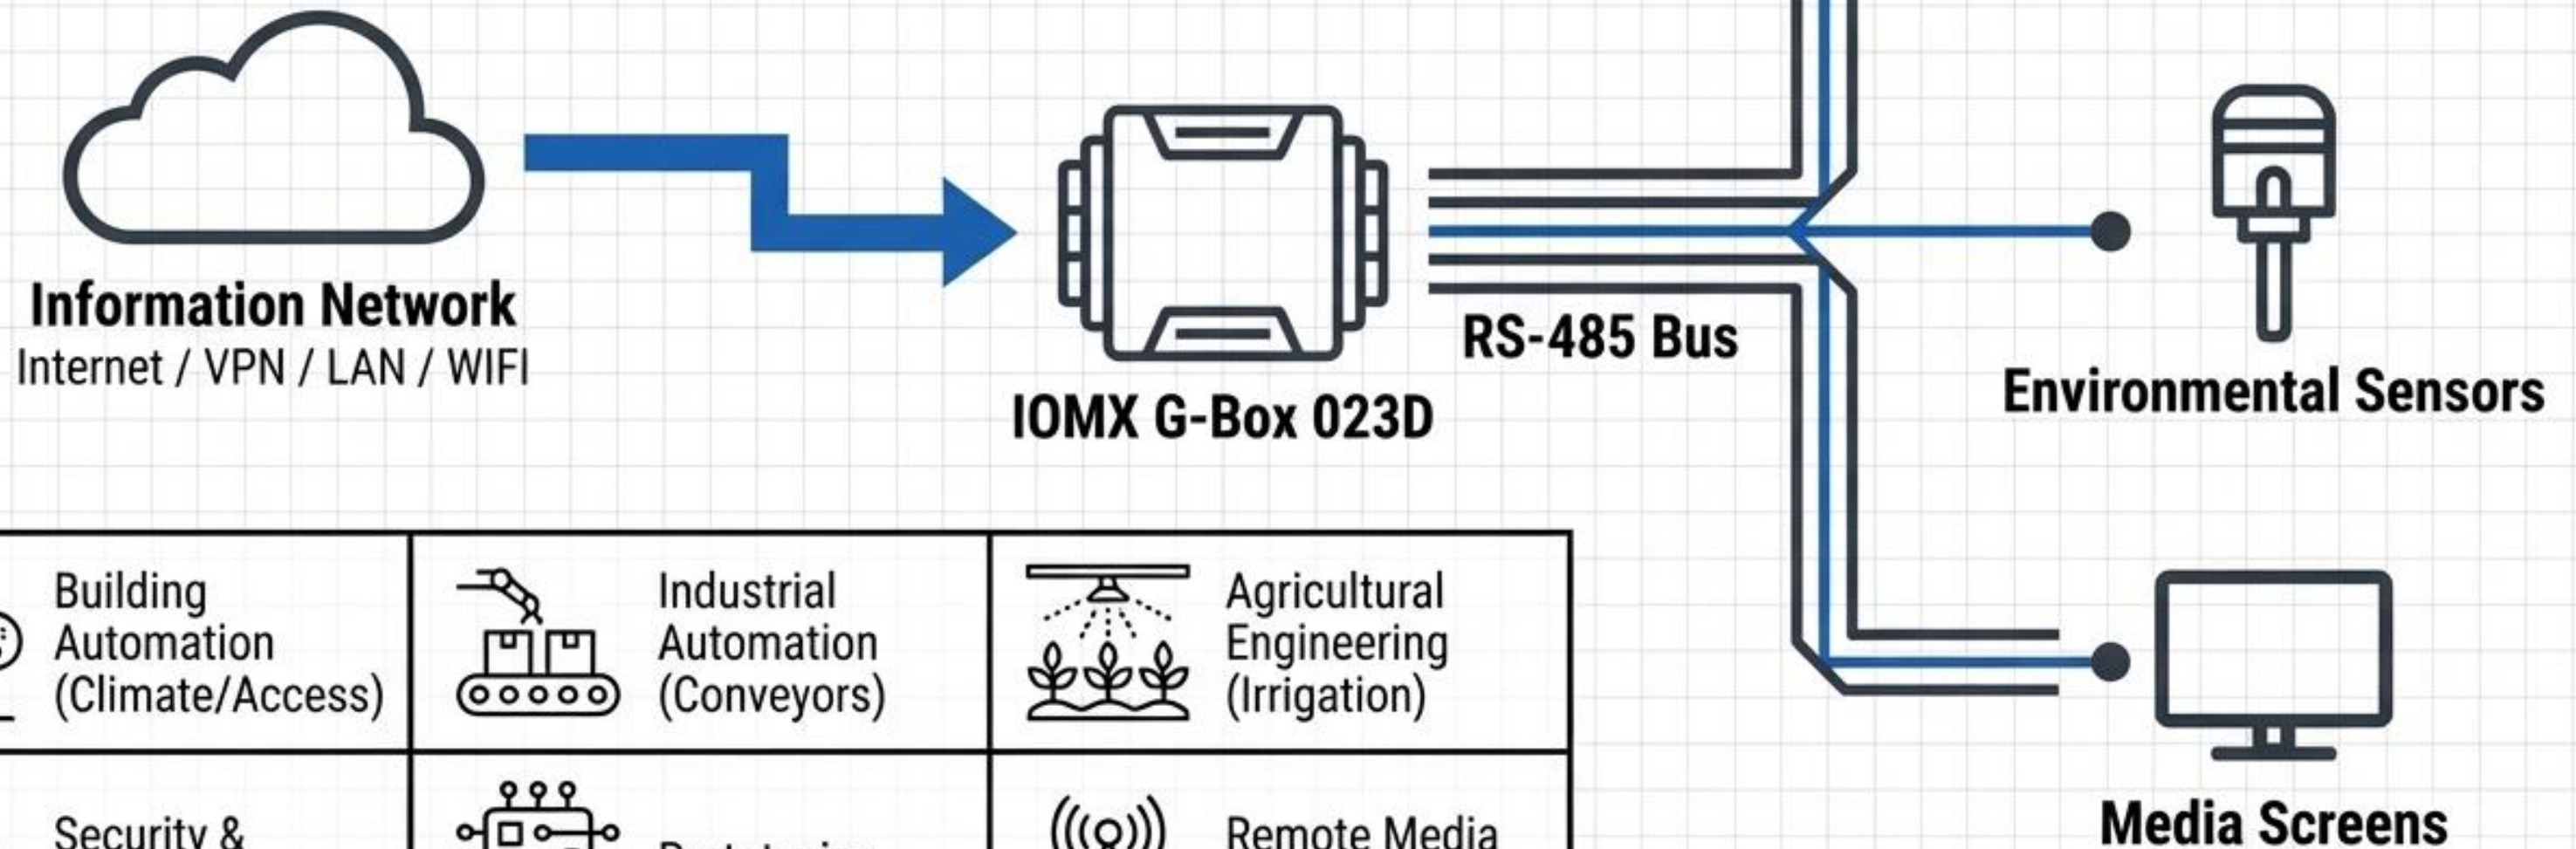 Information Network
Internet / VPN / LAN / WIFI
IOMX G-Box 023D
RS-485 Bus
Environmental Sensors
Media Screens
Building
Automation
(Climate/Access)
Industrial
Automation
(Conveyors)
Agricultural
Engineering
(Irrigation)
Security &
Remote Media